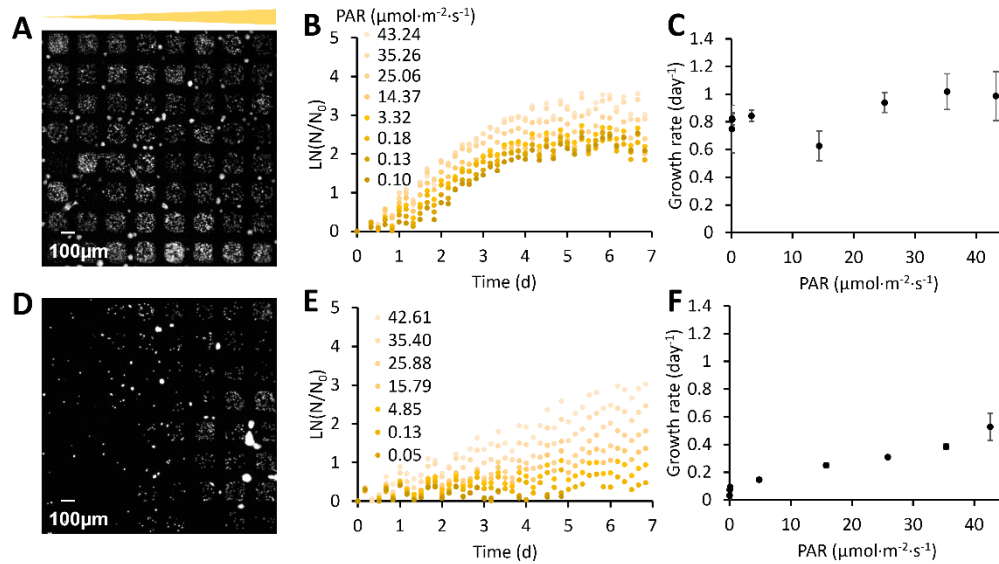 A
100µm
B
PAR (µmol·m⁻²·s⁻¹)
43.24
35.26
25.06
14.37
3.32
0.18
0.13
0.10
LN(N/N₀)
5
4
3
2
1
0
0 1 2 3 4 5 6 7
Time (d)
C
Growth rate (day⁻¹)
1.4
1.2
1
0.8
0.6
0.4
0.2
0
0 10 20 30 40
PAR (µmol·m⁻²·s⁻¹)
D
100µm
E
42.61
35.40
25.88
15.79
4.85
0.13
0.05
LN(N/N₀)
5
4
3
2
1
0
0 1 2 3 4 5 6 7
Time (d)
F
Growth rate (day⁻¹)
1.4
1.2
1
0.8
0.6
0.4
0.2
0
0 10 20 30 40
PAR (µmol·m⁻²·s⁻¹)